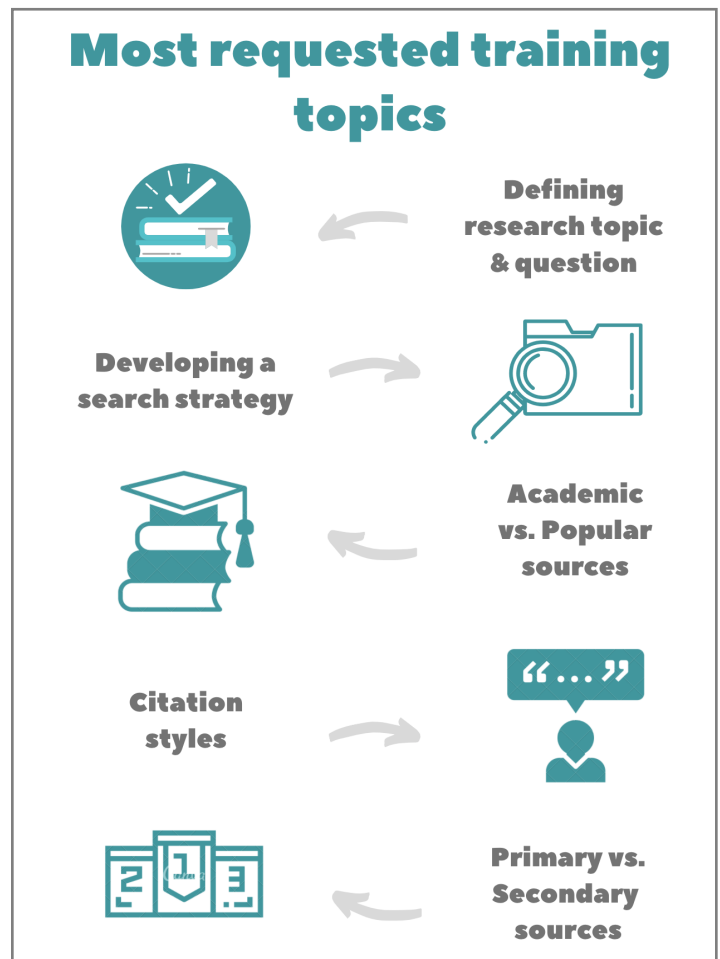 Most requested training
topics
Defining
research topic
& question
Developing a
search strategy
Academic
vs. Popular
sources
“ ... ”
Citation
styles
2 1 3
Primary vs.
Secondary
sources